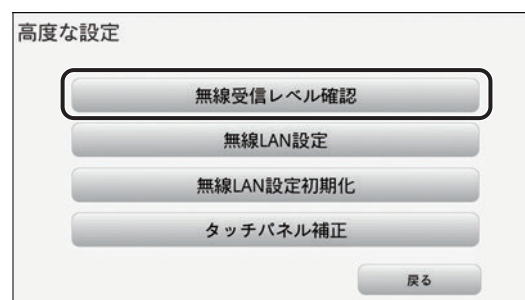 高度な設定
無線受信レベル確認
無線LAN設定
無線LAN設定初期化
タッチパネル補正
戻る